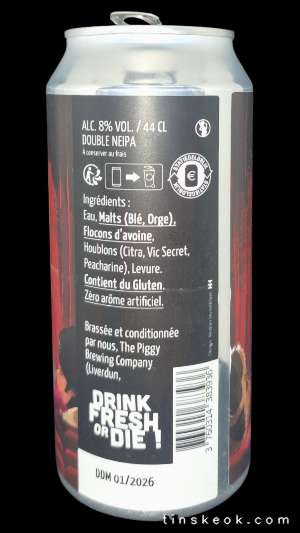 ALC. 8% VOL. / 44 CL
DOUBLE NEIPA
A conserver au frais
STATIEGELDBLIK
STATIEGELDBLIK
€
Ingrédients :
Eau, Malts (Blé, Orge),
Flocons d'avoine,
Houblons (Citra, Vic Secret,
Peacharine), Levure.
Contient du Gluten.
Zéro arôme artificiel.
Brassée et conditionnée
par nous, The Piggy
Brewing Company
(Liverdun,
DRINK
FRESH
OR DIE !
DDM 01/2026
tinskeok.com